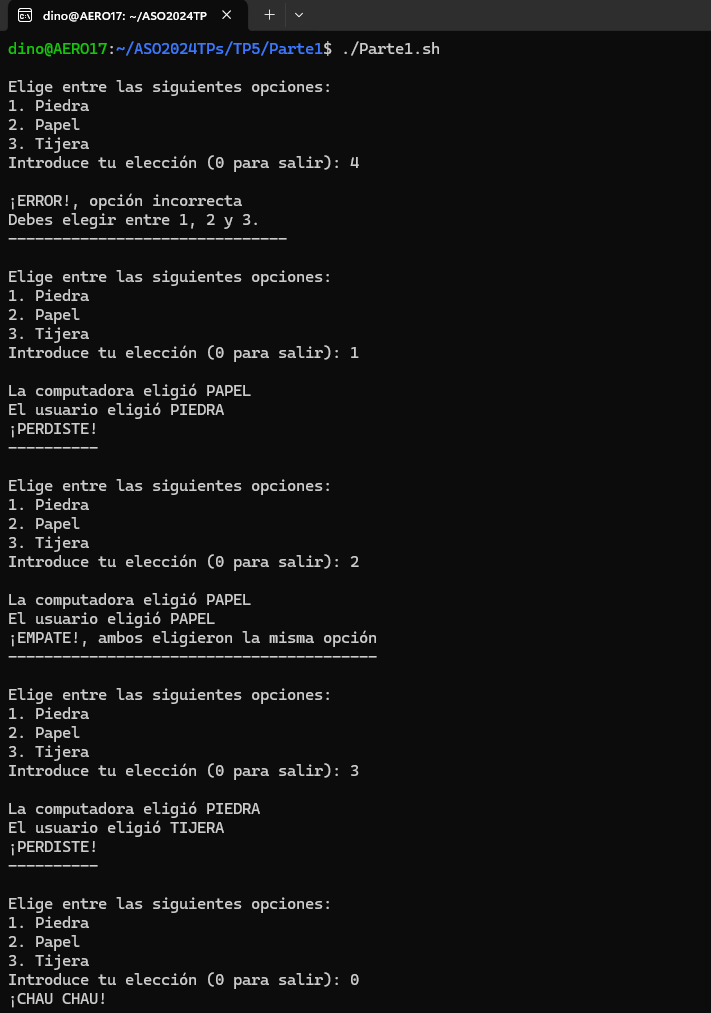 dino@AERO17: ~/ASO2024TP
dino@AERO17:~/ASO2024TPs/TP5/Parte1$ ./Parte1.sh
Elige entre las siguientes opciones:
1. Piedra
2. Papel
3. Tijera
Introduce tu elección (0 para salir): 4
¡ERROR!, opción incorrecta
Debes elegir entre 1, 2 y 3.
-------------------------------
Elige entre las siguientes opciones:
1. Piedra
2. Papel
3. Tijera
Introduce tu elección (0 para salir): 1
La computadora eligió PAPEL
El usuario eligió PIEDRA
¡PERDISTE!
----------
Elige entre las siguientes opciones:
1. Piedra
2. Papel
3. Tijera
Introduce tu elección (0 para salir): 2
La computadora eligió PAPEL
El usuario eligió PAPEL
¡EMPATE!, ambos eligieron la misma opción
-----------------------------------------
Elige entre las siguientes opciones:
1. Piedra
2. Papel
3. Tijera
Introduce tu elección (0 para salir): 3
La computadora eligió PIEDRA
El usuario eligió TIJERA
¡PERDISTE!
----------
Elige entre las siguientes opciones:
1. Piedra
2. Papel
3. Tijera
Introduce tu elección (0 para salir): 0
¡CHAU CHAU!